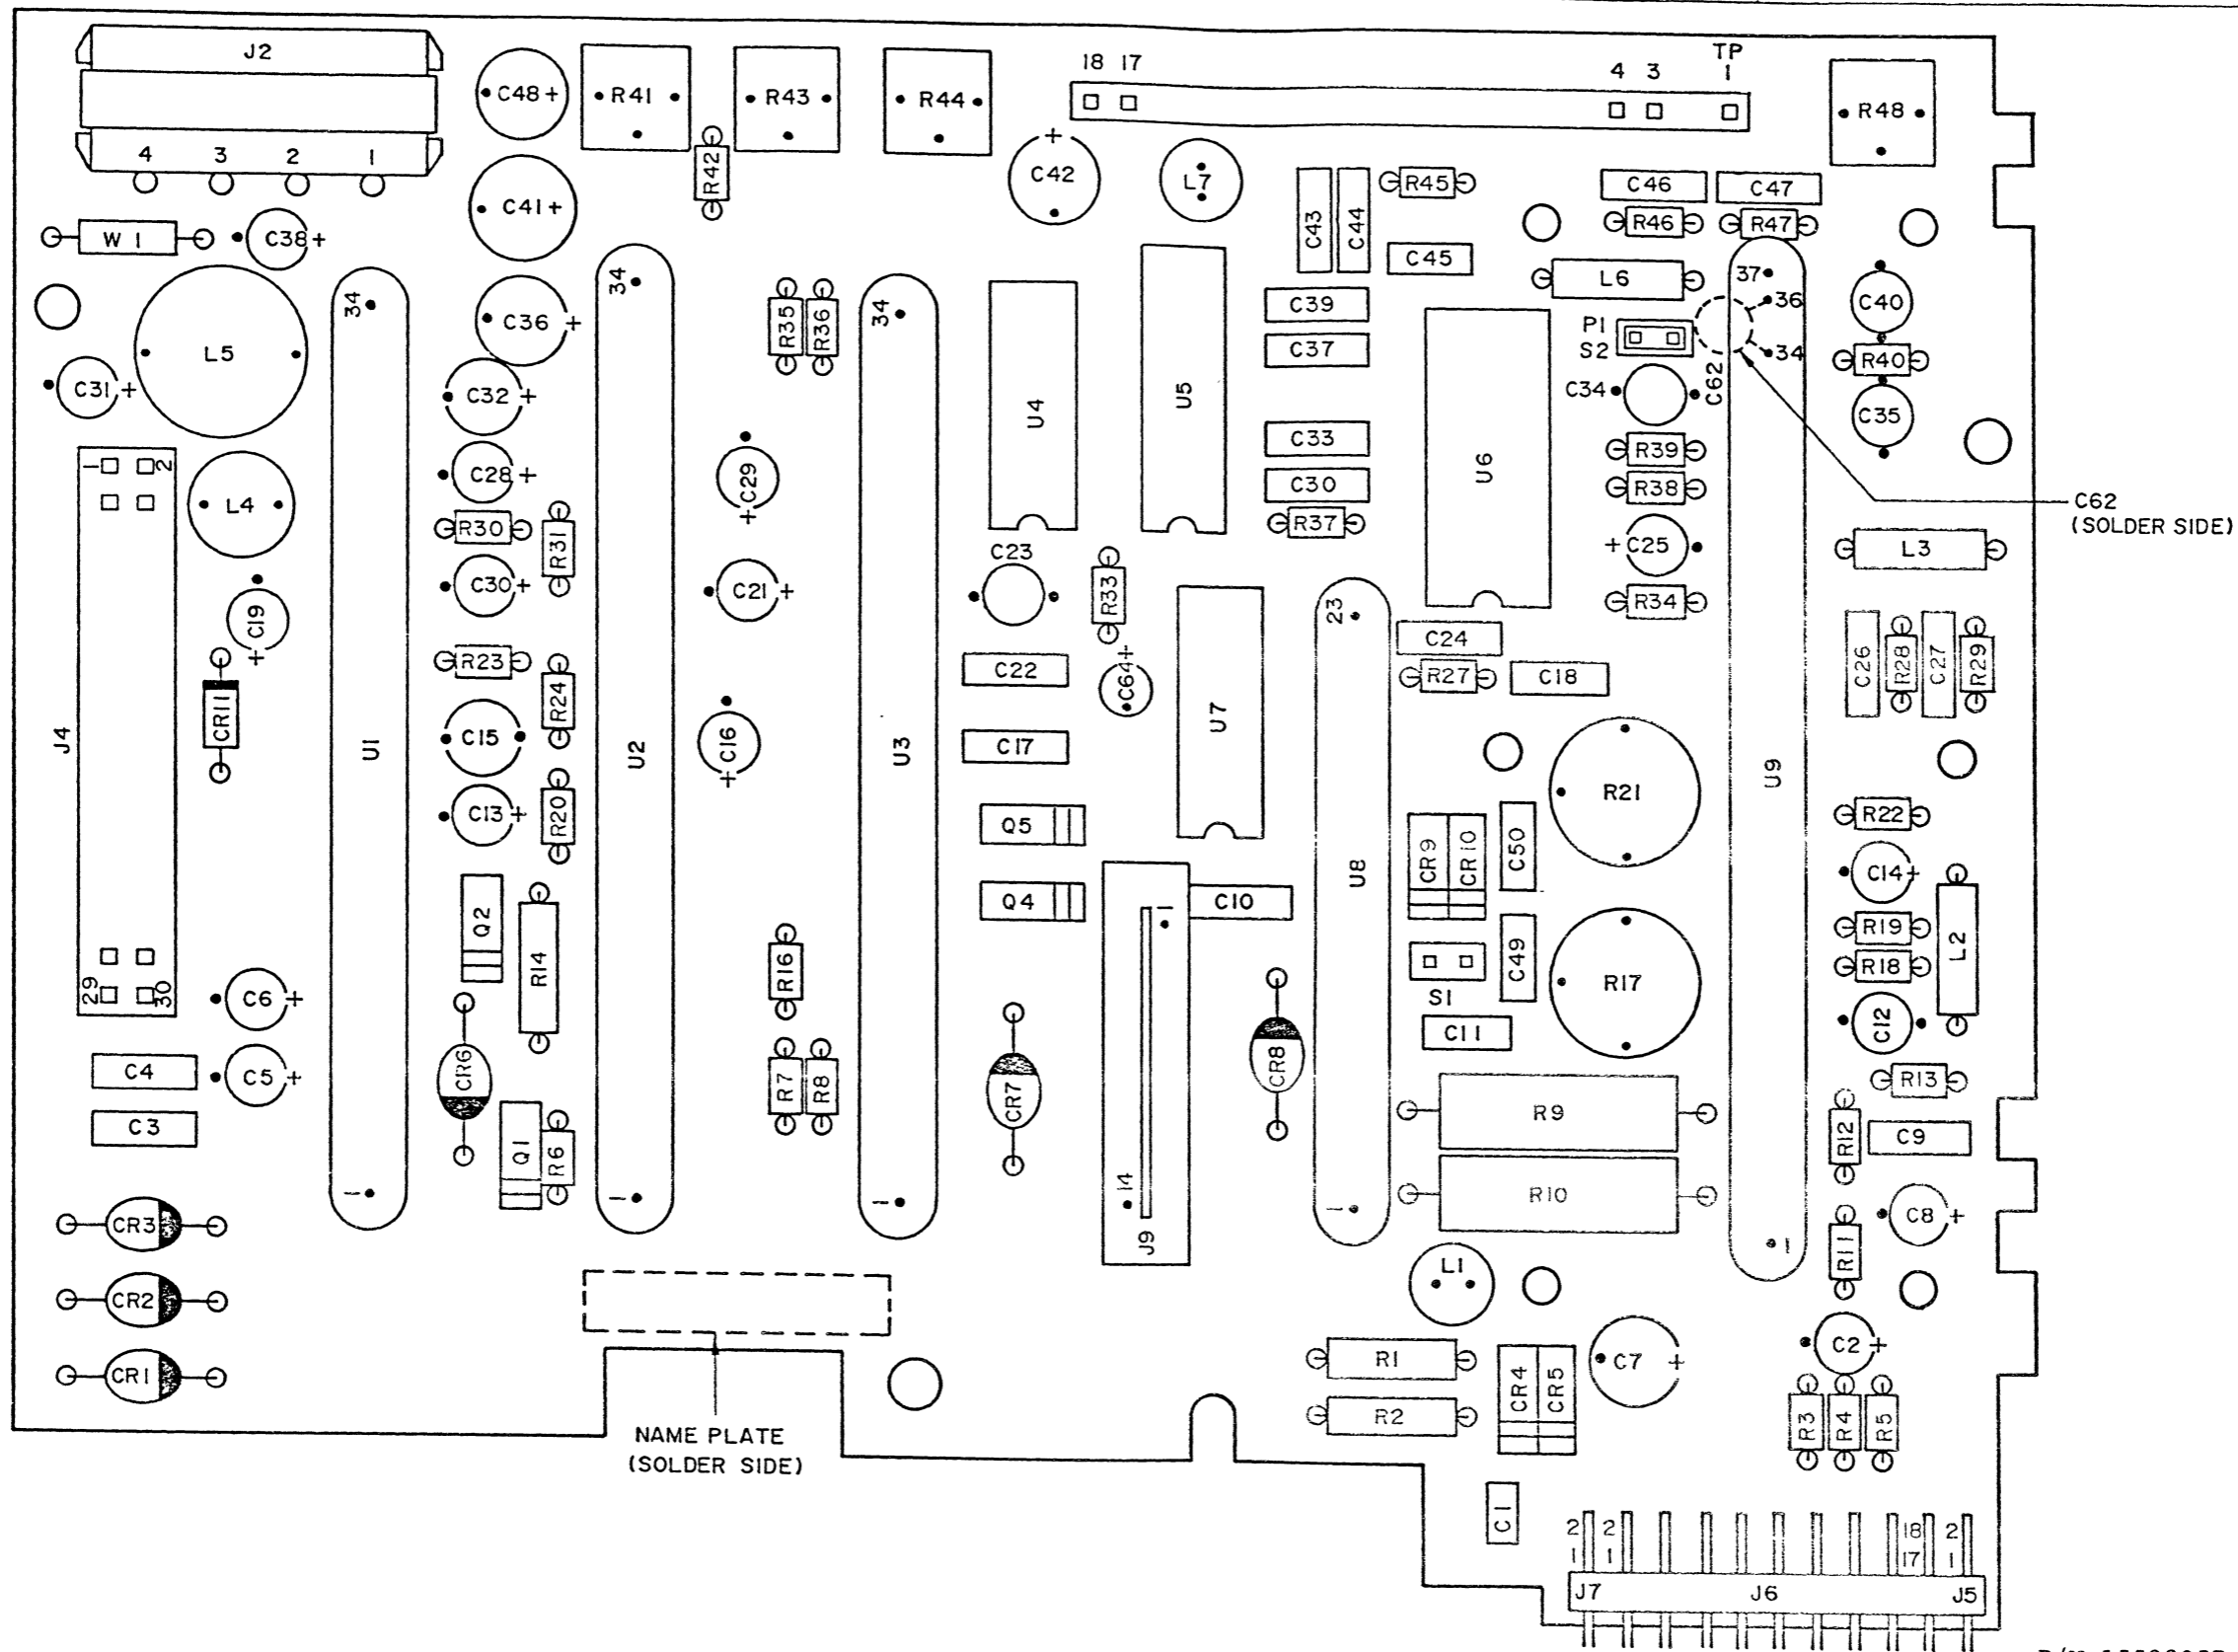 J2
C48+
R41
R43
R44
18 17
4 3
TP
1
R48
4 3 2 1
C41+
R42
+
C42
L7
C43
C44
R45
C46
C47
R46
R47
W1
C38+
C45
34
34
34
37
36
34
L6
C40
L5
C36 +
R35
R36
C39
P1
S2
C31 +
C32 +
U4
U5
C37
C34
C62
R40
C35
1 2
L4
C28+
C29
+
C33
U6
R39
C30
R38
C62
(SOLDER SIDE)
R30
R31
R37
+C25
L3
C19
+
C30+
C21 +
C23
R33
23
R34
C24
C26
R28
C27
R29
R23
R24
C22
C64+
R27
C18
CR11
J4
U1
C15
U2
C16
+
U3
C17
U7
R21
U9
C13+
R20
Q5
CR9
CR10
C50
R22
U8
C14+
Q2
R14
Q4
1
C10
R19
L2
29 30
R16
S1
C49
R17
R18
C6 +
C11
C12
C4
C5 +
CR6
R7
R8
CR7
CR8
R13
C3
Q1
R6
R9
R12
C9
1
1
1
14
1
R10
1
C8 +
CR3
J9
R11
CR2
L1
C2 +
CR1
R1
CR4
CR5
C7 +
R2
R3
R4
R5
NAME PLATE
(SOLDER SIDE)
C1
2 2 18 2
1 1 17 1
J7 J6 J5